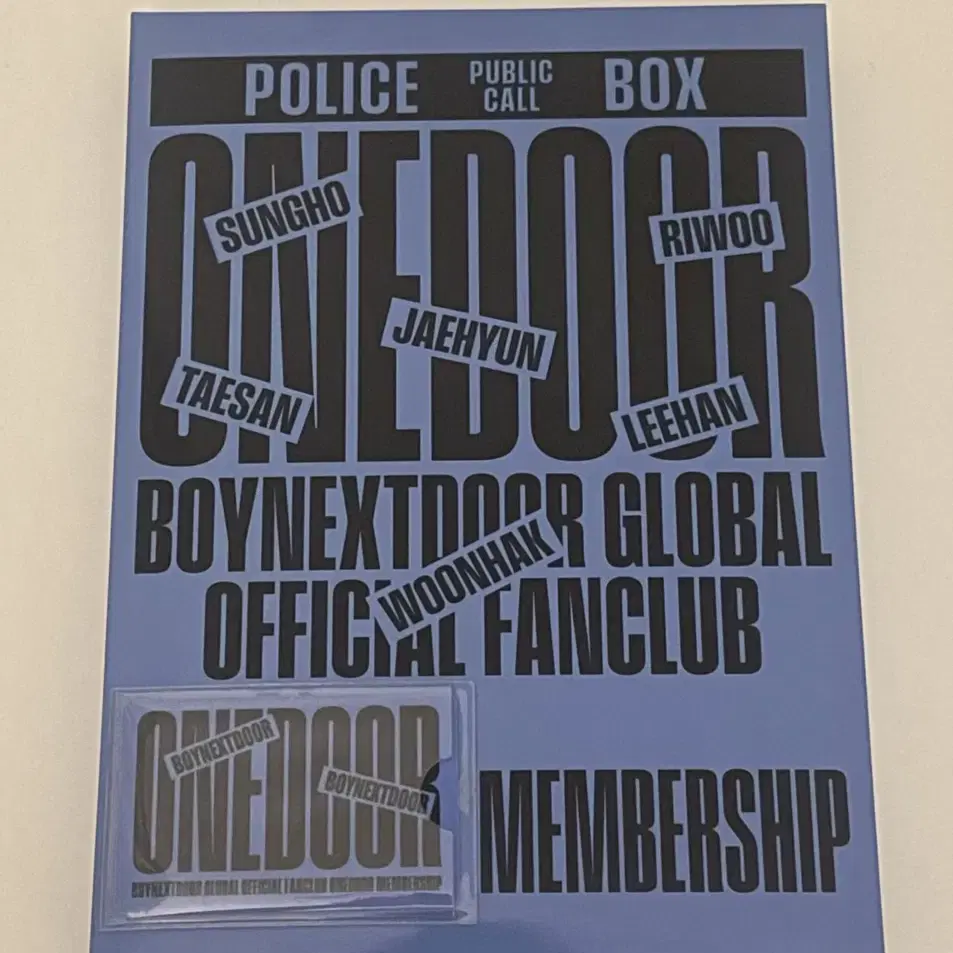 POLICE PUBLIC CALL BOX
ONEDOOR
SUNGHO
RIWOO
JAEHYUN
TAESAN
LEEHAN
BOYNEXTDOOR GLOBAL
WOONHAK
OFFICIAL FANCLUB
ONEDOOR
BOYNEXTDOOR
BOYNEXTDOOR
BOYNEXTDOOR GLOBAL OFFICIAL FANCLUB ONEDOOR MEMBERSHIP
MEMBERSHIP